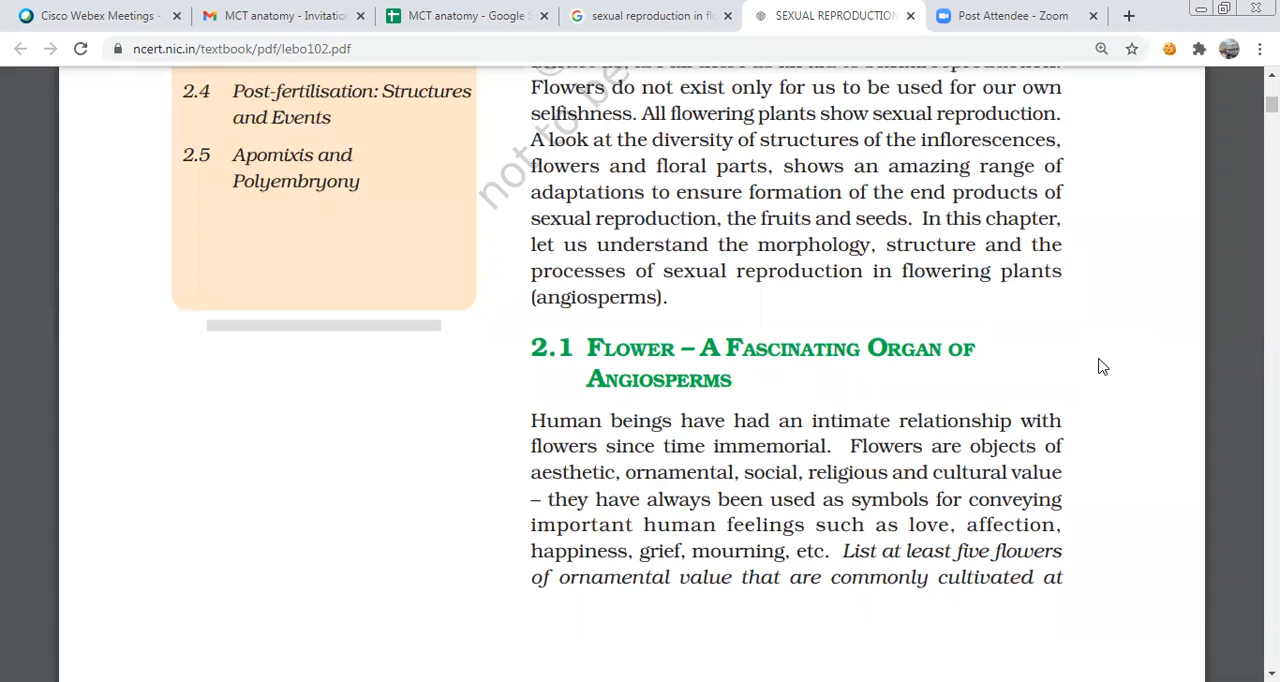 Cisco Webex Meetings -
MCT anatomy - Invitatio
MCT anatomy - Google S
sexual reproduction in fl
SEXUAL REPRODUCTION
Post Attendee - Zoom
ncert.nic.in/textbook/pdf/lebo102.pdf
2.4 Post-fertilisation: Structures
and Events
2.5 Apomixis and
Polyembryony
not to be
Flowers do not exist only for us to be used for our own
selfishness. All flowering plants show sexual reproduction.
A look at the diversity of structures of the inflorescences,
flowers and floral parts, shows an amazing range of
adaptations to ensure formation of the end products of
sexual reproduction, the fruits and seeds. In this chapter,
let us understand the morphology, structure and the
processes of sexual reproduction in flowering plants
(angiosperms).
2.1 FLOWER – A FASCINATING ORGAN OF
ANGIOSPERMS
Human beings have had an intimate relationship with
flowers since time immemorial. Flowers are objects of
aesthetic, ornamental, social, religious and cultural value
– they have always been used as symbols for conveying
important human feelings such as love, affection,
happiness, grief, mourning, etc. List at least five flowers
of ornamental value that are commonly cultivated at